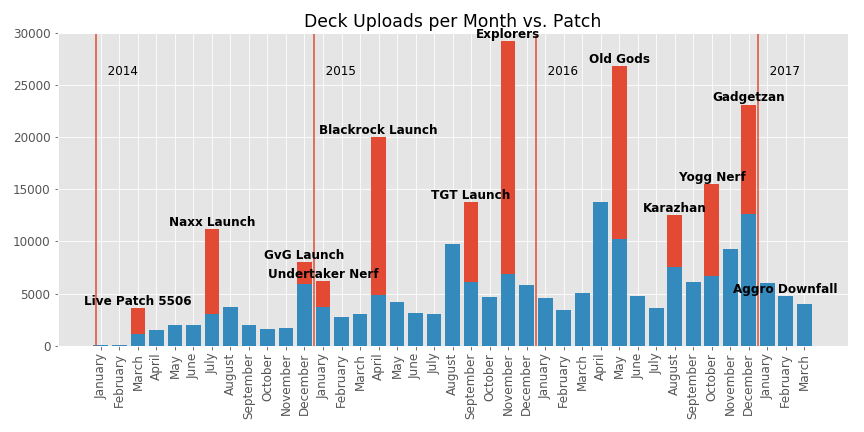 Deck Uploads per Month vs. Patch
30000
25000
20000
15000
10000
5000
0
2014
2015
2016
2017
Live Patch 5506
Naxx Launch
GvG Launch
Undertaker Nerf
Blackrock Launch
TGT Launch
Explorers
Old Gods
Karazhan
Yogg Nerf
Gadgetzan
Aggro Downfall
January
February
March
April
May
June
July
August
September
October
November
December
January
February
March
April
May
June
July
August
September
October
November
December
January
February
March
April
May
June
July
August
September
October
November
December
January
February
March